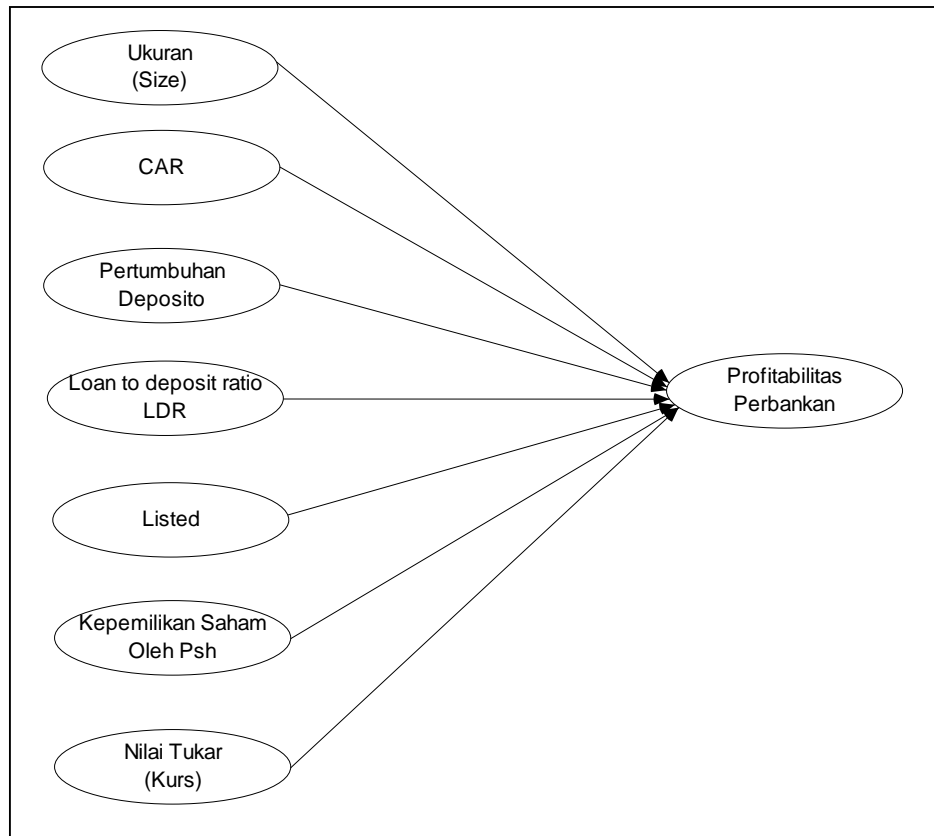 Ukuran
(Size)
CAR
Pertumbuhan
Deposito
Loan to deposit ratio
LDR
Profitabilitas
Perbankan
Listed
Kepemilikan Saham
Oleh Psh
Nilai Tukar
(Kurs)